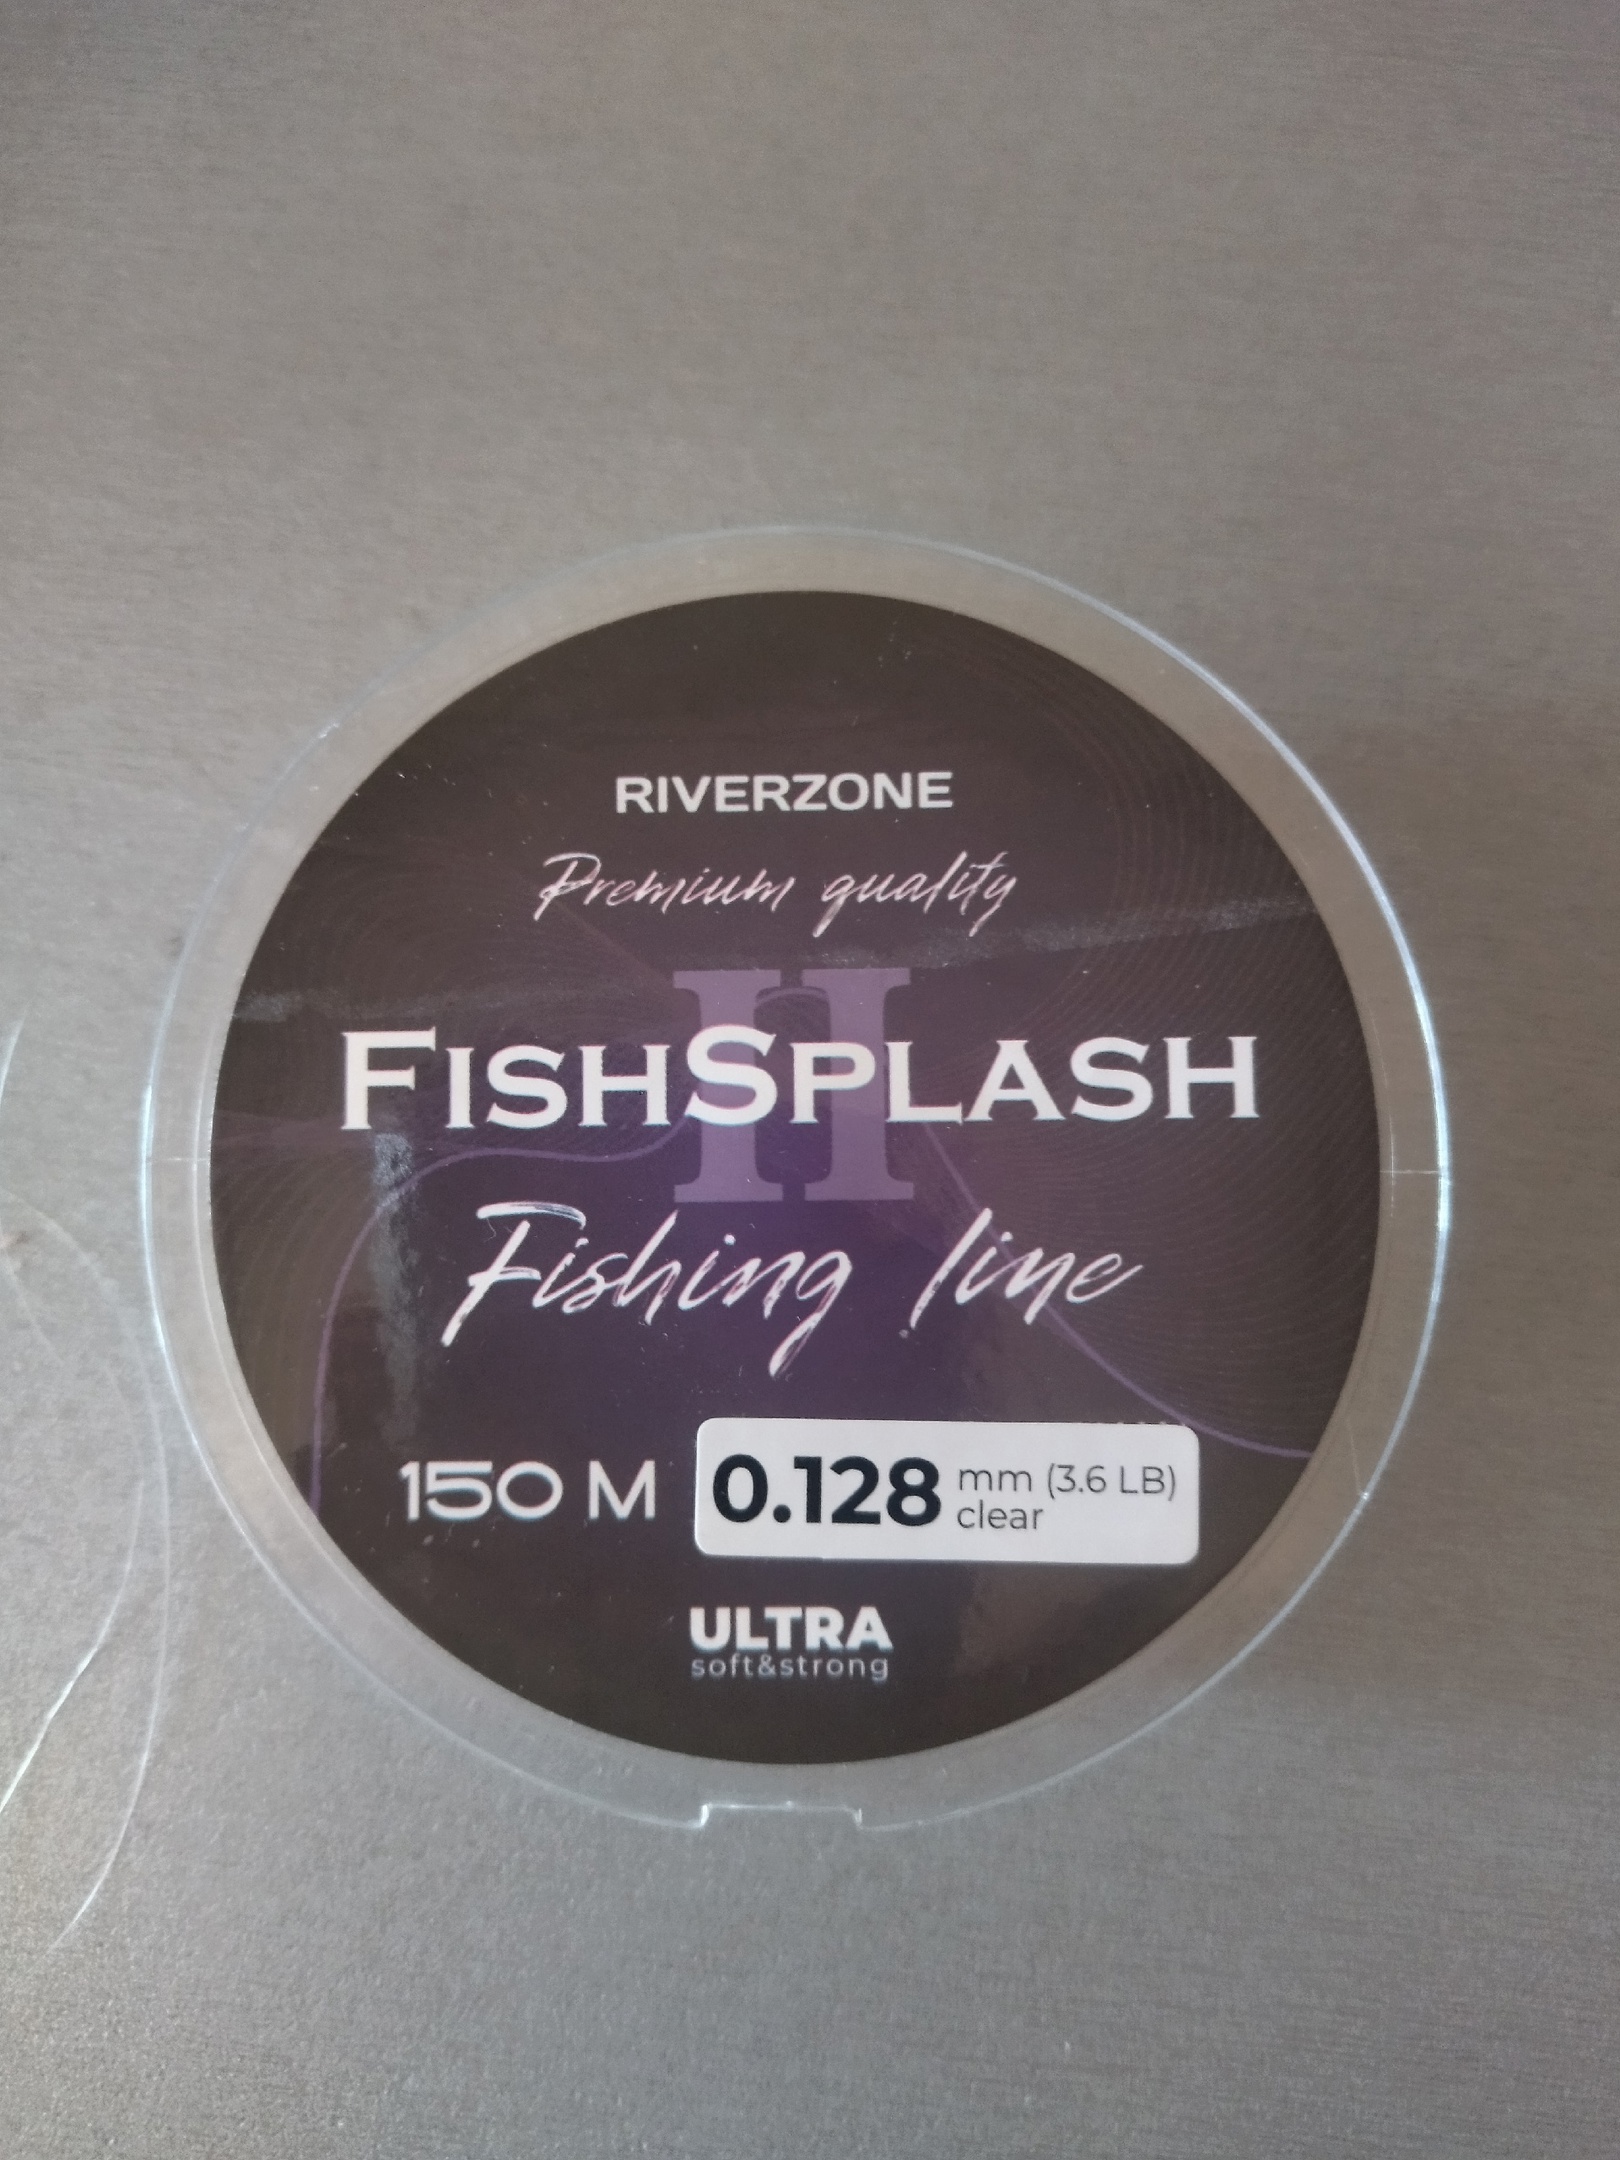 RIVERZONE
Premium quality
II
FISHSPLASH
Fishing line
150 M
0.128 mm (3.6 LB)
clear
ULTRA
soft&strong